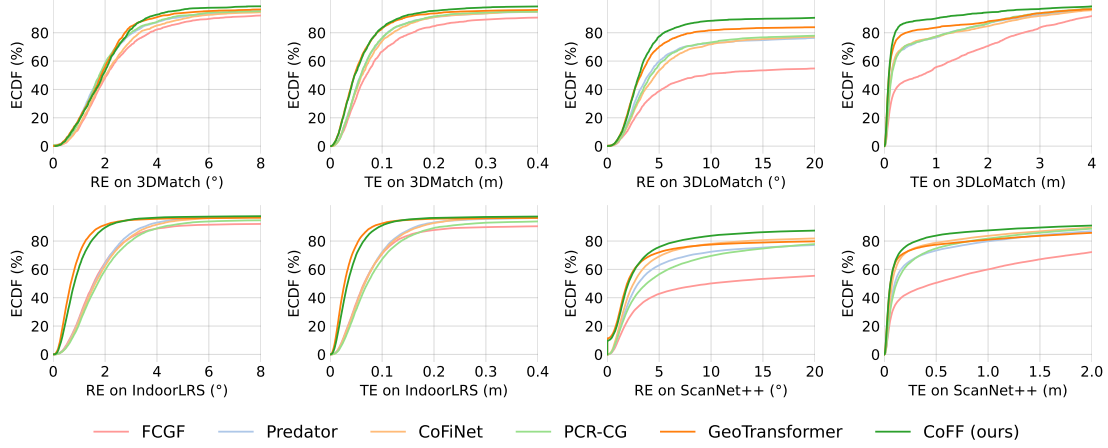 ECDF (%)
80
60
40
20
0
0 2 4 6 8
RE on 3DMatch (°)
ECDF (%)
80
60
40
20
0
0 0.1 0.2 0.3 0.4
TE on 3DMatch (m)
ECDF (%)
80
60
40
20
0
0 5 10 15 20
RE on 3DLoMatch (°)
ECDF (%)
80
60
40
20
0
0 1 2 3 4
TE on 3DLoMatch (m)
ECDF (%)
80
60
40
20
0
0 2 4 6 8
RE on IndoorLRS (°)
ECDF (%)
80
60
40
20
0
0 0.1 0.2 0.3 0.4
TE on IndoorLRS (m)
ECDF (%)
80
60
40
20
0
0 5 10 15 20
RE on ScanNet++ (°)
ECDF (%)
80
60
40
20
0
0 0.5 1.0 1.5 2.0
TE on ScanNet++ (m)
FCGF Predator CoFiNet PCR-CG GeoTransformer CoFF (ours)